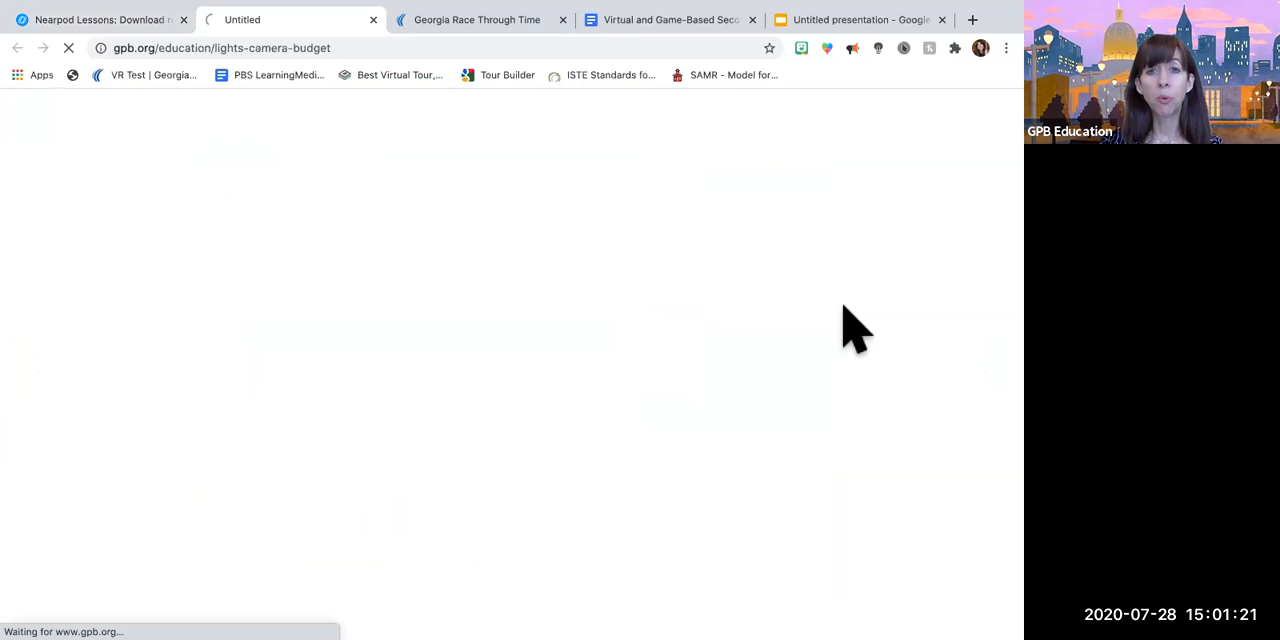 Nearpod Lessons: Download r
Untitled
Georgia Race Through Time
Virtual and Game-Based Seco
Untitled presentation - Google
gpb.org/education/lights-camera-budget
Apps
VR Test | Georgia...
PBS LearningMedi...
Best Virtual Tour,...
Tour Builder
ISTE Standards fo...
SAMR - Model for...
GPB Education
Waiting for www.gpb.org...
2020-07-28 15:01:21